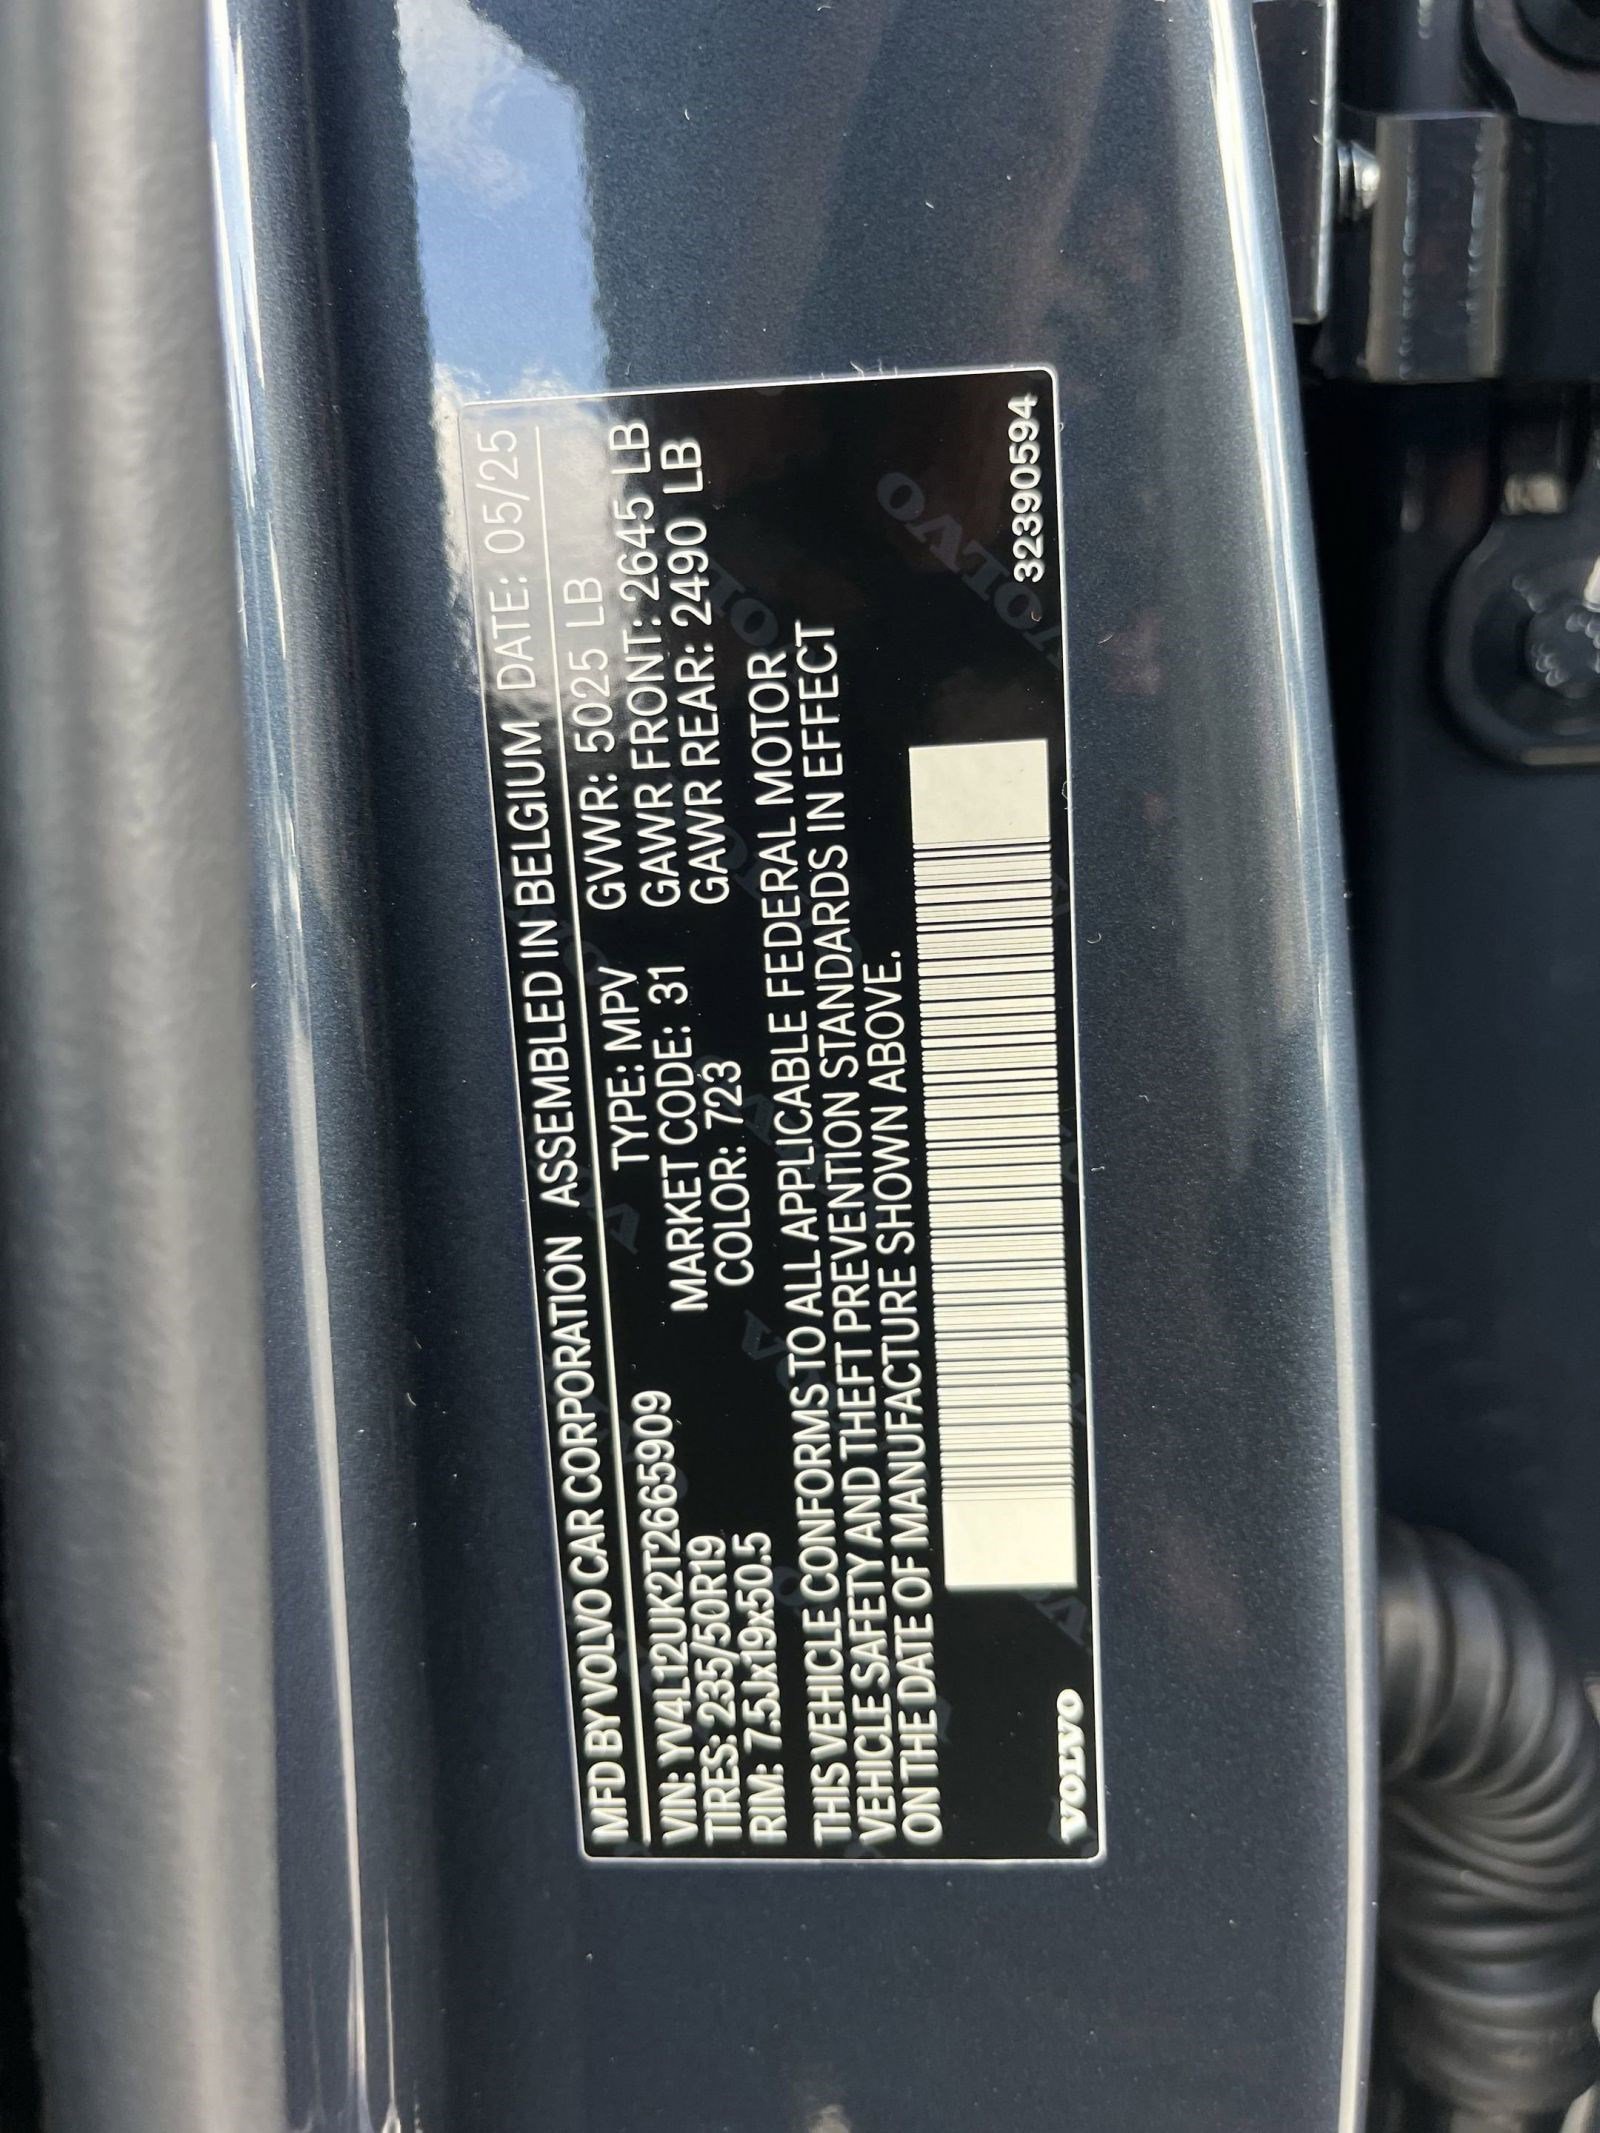 MFD BY VOLVO CAR CORPORATION ASSEMBLED IN BELGIUM DATE: 05/25
VIN: YV4L12UK2T2665909 TYPE: MPV GVWR: 5025 LB
TIRES: 235/50R19 MARKET CODE: 31 GAWR FRONT: 2645 LB
RIM: 7.5Jx19x50.5 COLOR: 723 GAWR REAR: 2490 LB
THIS VEHICLE CONFORMS TO ALL APPLICABLE FEDERAL MOTOR
VEHICLE SAFETY AND THEFT PREVENTION STANDARDS IN EFFECT
ON THE DATE OF MANUFACTURE SHOWN ABOVE.
VOLVO 32390594